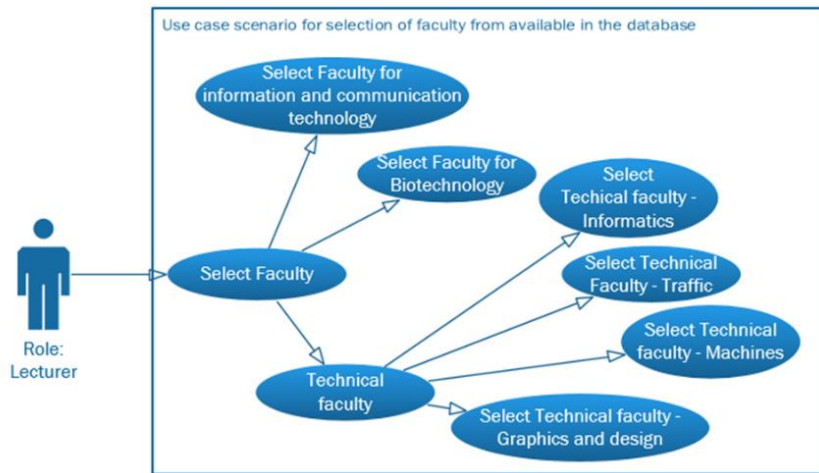 Use case scenario for selection of faculty from available in the database
Select Faculty for
information and communication
technology
Select Faculty for
Biotechnology
Select
Techical faculty -
Informatics
Select Faculty
Select Technical
Faculty - Traffic
Select Technical
faculty - Machines
Role:
Lecturer
Technical
faculty
Select Technical faculty -
Graphics and design